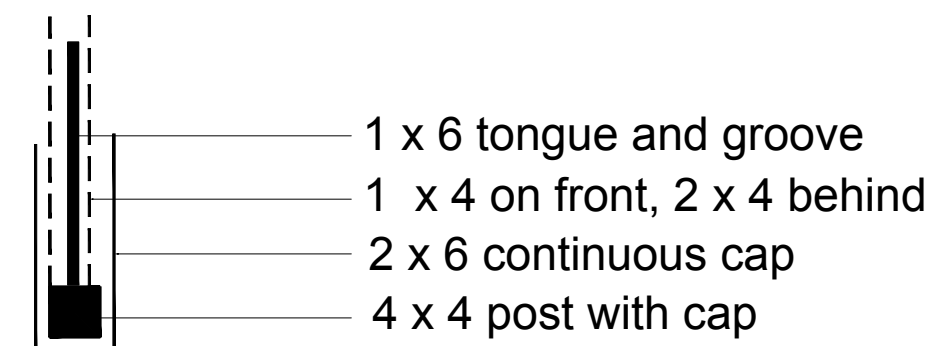 1 x 6 tongue and groove
1 x 4 on front, 2 x 4 behind
2 x 6 continuous cap
4 x 4 post with cap